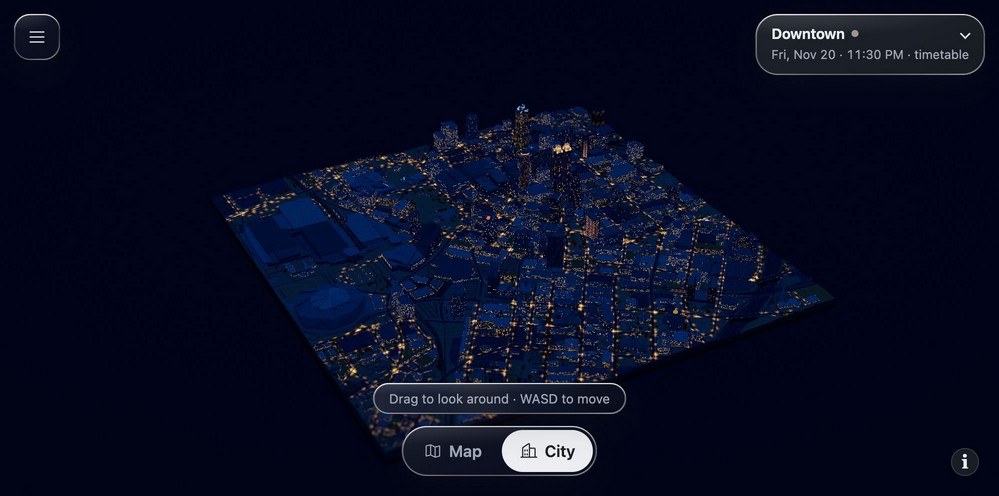 Downtown
Fri, Nov 20 · 11:30 PM · timetable
Drag to look around · WASD to move
Map
City
i